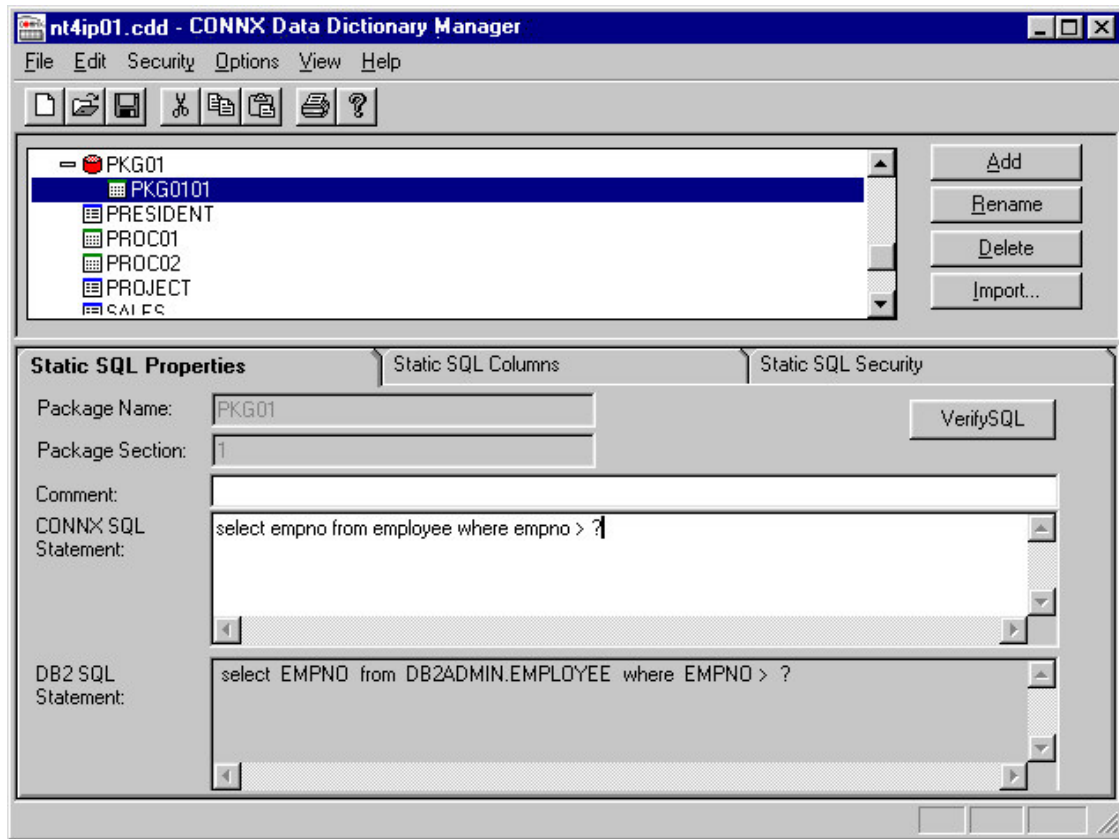 nt4ip01.cdd - CONNX Data Dictionary Manager
File Edit Security Options View Help
PKG01
Add
PKG0101
Rename
PRESIDENT
PROC01
Delete
PROC02
PROJECT
Import...
SALES
Static SQL Properties Static SQL Columns Static SQL Security
Package Name: PKG01
VerifySQL
Package Section: 1
Comment:
CONNX SQL Statement:
select empno from employee where empno > ?
DB2 SQL Statement:
select EMPNO from DB2ADMIN.EMPLOYEE where EMPNO > ?